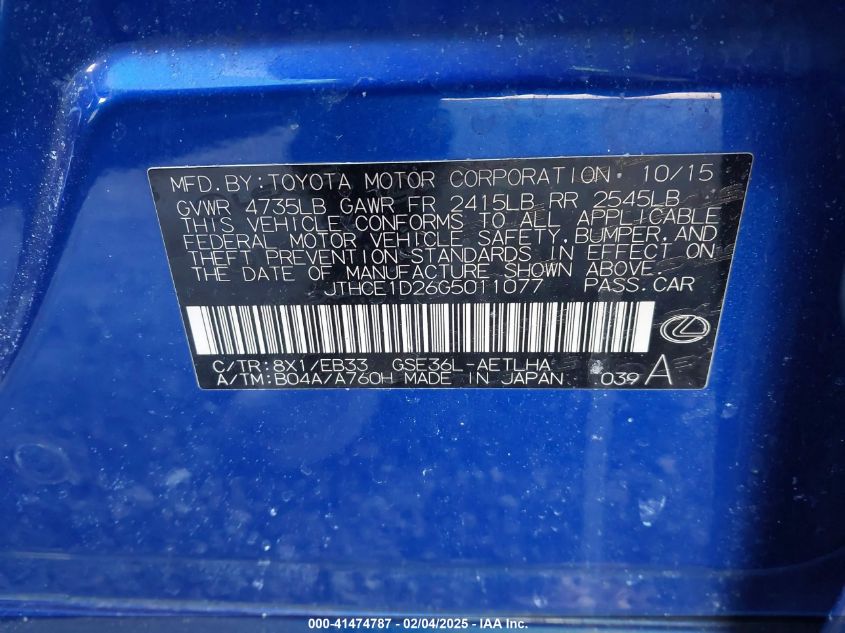 MFD. BY: TOYOTA MOTOR CORPORATION 10/15
GVWR 4735LB GAWR FR 2415LB RR 2545LB
THIS VEHICLE CONFORMS TO ALL APPLICABLE
FEDERAL MOTOR VEHICLE SAFETY, BUMPER, AND
THEFT PREVENTION STANDARDS IN EFFECT ON
THE DATE OF MANUFACTURE SHOWN ABOVE.
JTHCE1D26G5011077 PASS. CAR
C/TR: 8X1/EB33 GSE36L-AETLHA
A/TM: B04A/A760H MADE IN JAPAN 039 A
000-41474787 - 02/04/2025 - IAA Inc.